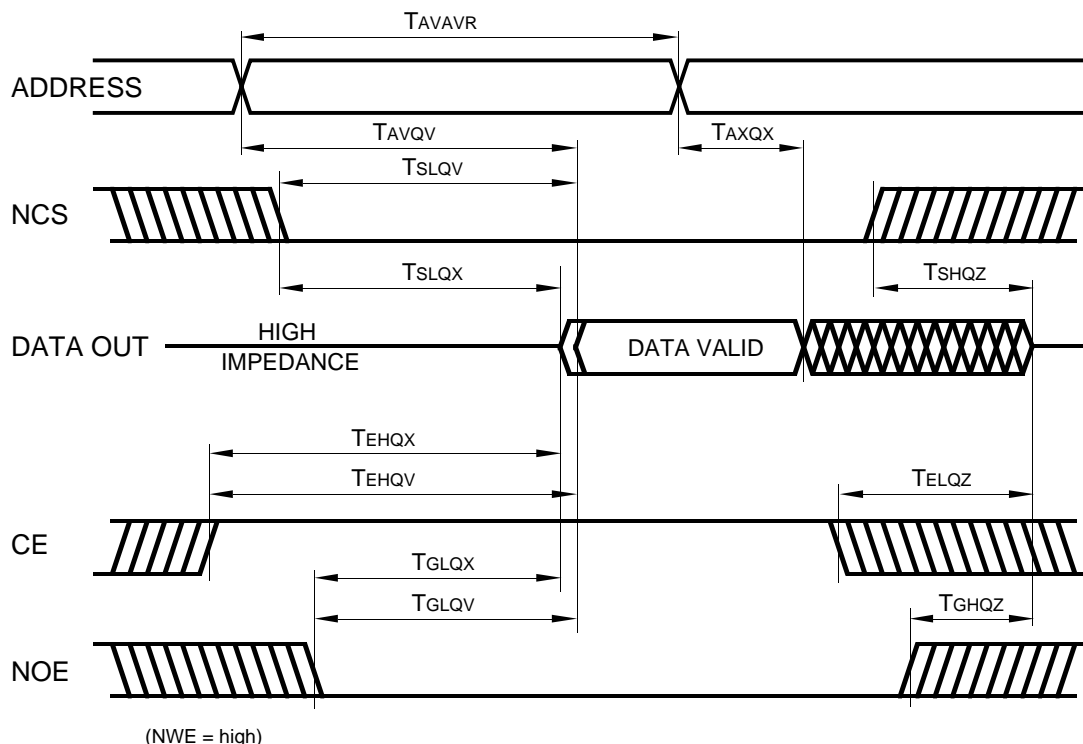 TAVAVR
ADDRESS
TAVQV
TAXQX
TSLQV
NCS
TSLQX
TSHQZ
HIGH
IMPEDANCE
DATA OUT
DATA VALID
TEHQX
TEHQV
TELQZ
CE
TGLQX
TGLQV
TGHQZ
NOE
(NWE = high)